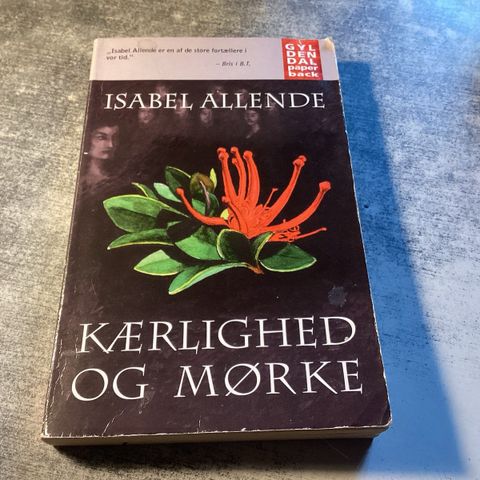 „Isabel Allende er en af de store fortællere i
vor tid."
– Bris i B.T.
GYL
DEN
DAL
paper
back
ISABEL ALLENDE
KÆRLIGHED
OG MØRKE